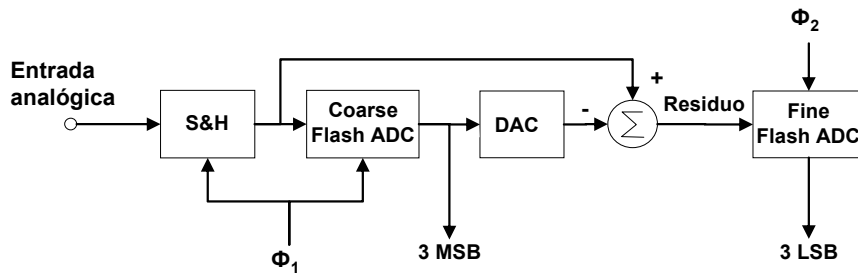 Entrada
analógica
S&H
Coarse
Flash ADC
DAC
+
-
Σ
Residuo
Φ2
Fine
Flash ADC
Φ1
3 MSB
3 LSB